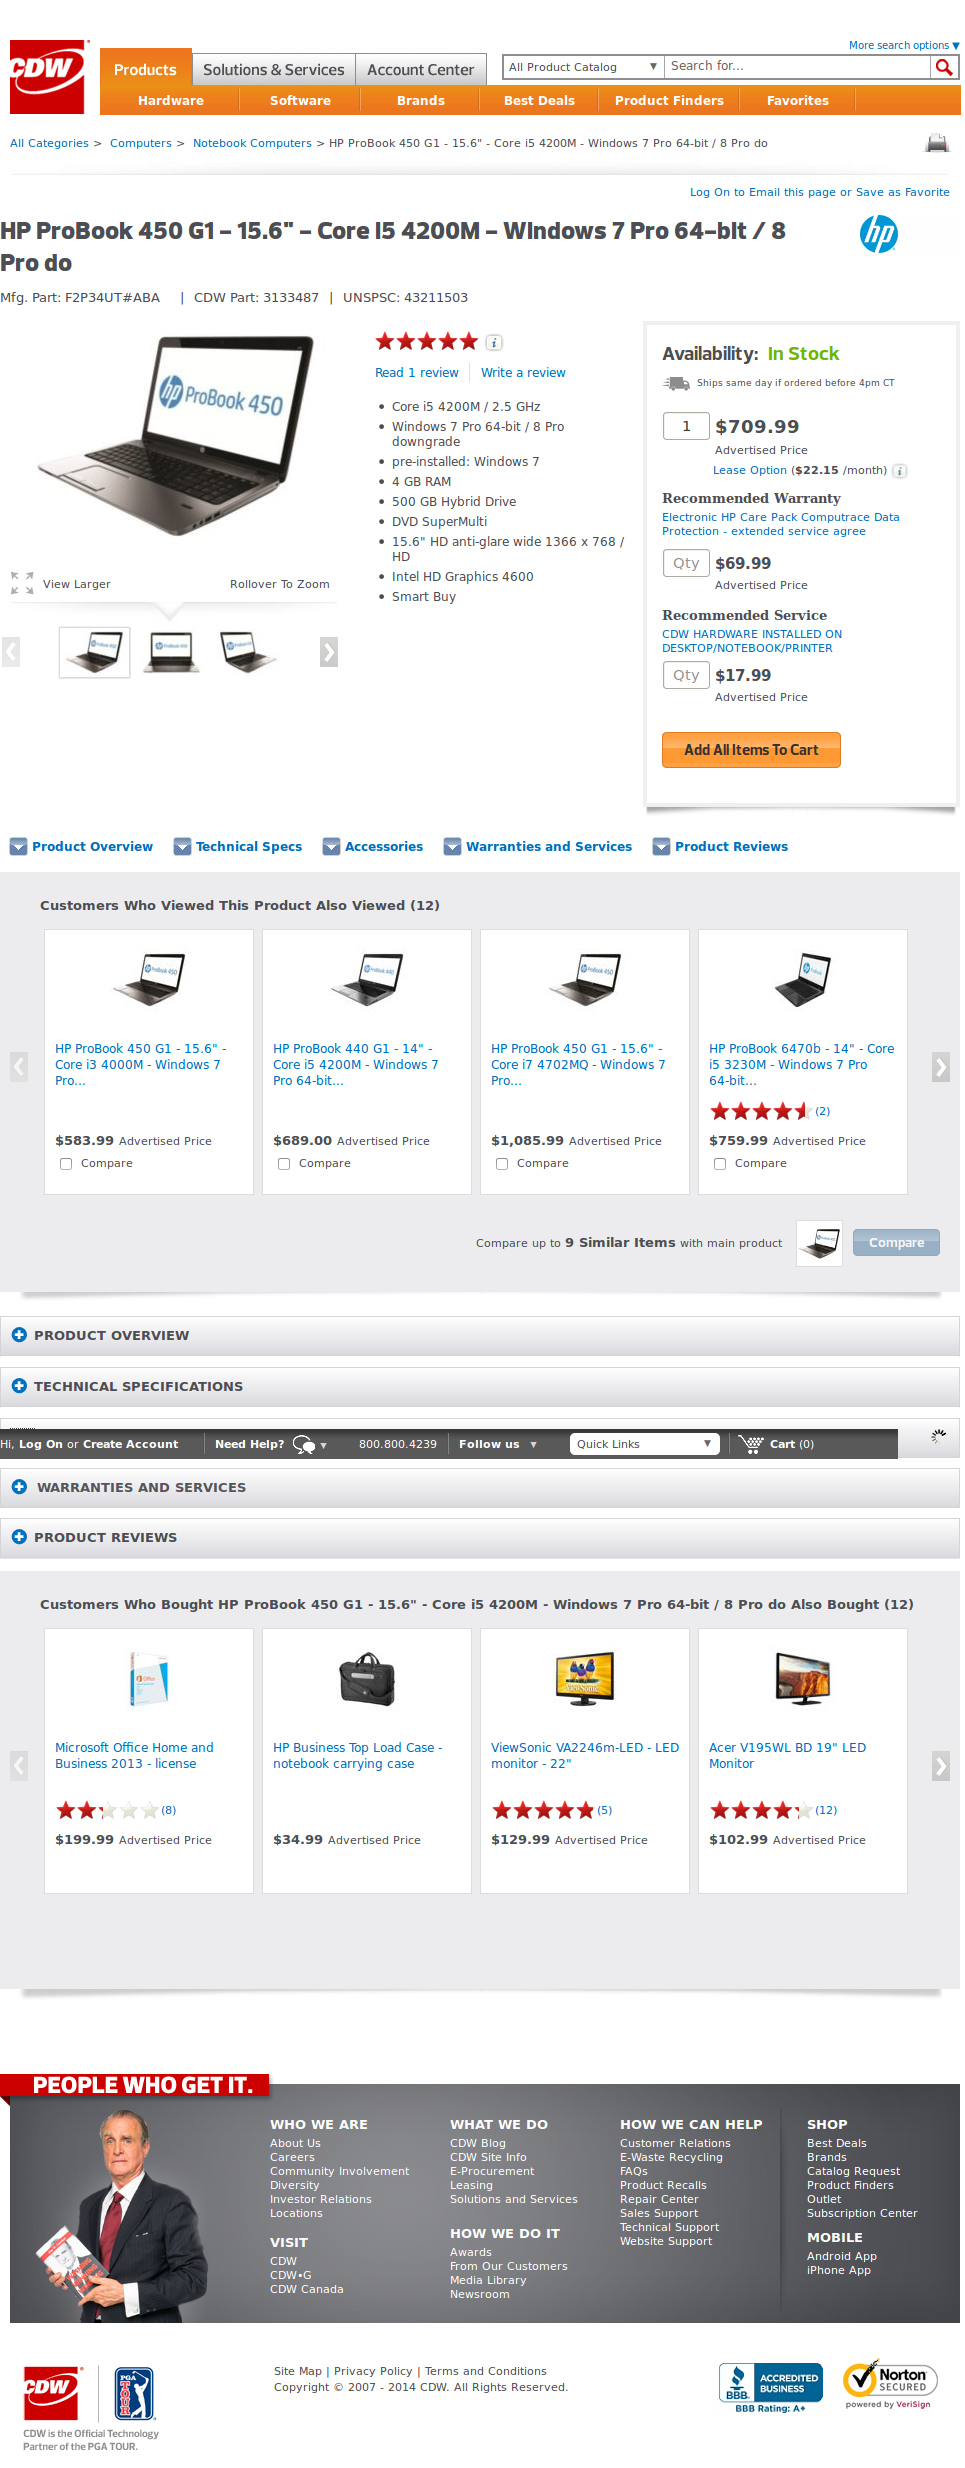 More search options ▼
CDW
Products
Solutions & Services
Account Center
All Product Catalog ▼
Search for...
Hardware
Software
Brands
Best Deals
Product Finders
Favorites
All Categories > Computers > Notebook Computers > HP ProBook 450 G1 - 15.6" - Core i5 4200M - Windows 7 Pro 64-bit / 8 Pro do
Log On to Email this page or Save as Favorite
HP ProBook 450 G1 - 15.6" - Core i5 4200M - Windows 7 Pro 64-bit / 8
Pro do
hp
Mfg. Part: F2P34UT#ABA | CDW Part: 3133487 | UNSPSC: 43211503
hp ProBook 450
View Larger
Rollover To Zoom
Read 1 review
Write a review
• Core i5 4200M / 2.5 GHz
• Windows 7 Pro 64-bit / 8 Pro
downgrade
• pre-installed: Windows 7
• 4 GB RAM
• 500 GB Hybrid Drive
• DVD SuperMulti
• 15.6" HD anti-glare wide 1366 x 768 /
HD
• Intel HD Graphics 4600
• Smart Buy
Availability: In Stock
Ships same day if ordered before 4pm CT
1 $709.99
Advertised Price
Lease Option ($22.15 /month) i
Recommended Warranty
Electronic HP Care Pack Computrace Data
Protection - extended service agree
Qty $69.99
Advertised Price
Recommended Service
CDW HARDWARE INSTALLED ON
DESKTOP/NOTEBOOK/PRINTER
Qty $17.99
Advertised Price
Add All Items To Cart
Product Overview
Technical Specs
Accessories
Warranties and Services
Product Reviews
Customers Who Viewed This Product Also Viewed (12)
HP ProBook 450 G1 - 15.6" -
Core i3 4000M - Windows 7
Pro...
$583.99 Advertised Price
Compare
HP ProBook 440 G1 - 14" -
Core i5 4200M - Windows 7
Pro 64-bit...
$689.00 Advertised Price
Compare
HP ProBook 450 G1 - 15.6" -
Core i7 4702MQ - Windows 7
Pro...
$1,085.99 Advertised Price
Compare
HP ProBook 6470b - 14" - Core
i5 3230M - Windows 7 Pro
64-bit...
(2)
$759.99 Advertised Price
Compare
Compare up to 9 Similar Items with main product
Compare
PRODUCT OVERVIEW
TECHNICAL SPECIFICATIONS
Hi, Log On or Create Account
Need Help? ▼
800.800.4239
Follow us ▼
Quick Links ▼
Cart (0)
WARRANTIES AND SERVICES
PRODUCT REVIEWS
Customers Who Bought HP ProBook 450 G1 - 15.6" - Core i5 4200M - Windows 7 Pro 64-bit / 8 Pro do Also Bought (12)
Microsoft Office Home and
Business 2013 - license
(8)
$199.99 Advertised Price
HP Business Top Load Case -
notebook carrying case
$34.99 Advertised Price
ViewSonic VA2246m-LED - LED
monitor - 22"
(5)
$129.99 Advertised Price
Acer V195WL BD 19" LED
Monitor
(12)
$102.99 Advertised Price
PEOPLE WHO GET IT.
WHO WE ARE
About Us
Careers
Community Involvement
Diversity
Investor Relations
Locations
VISIT
CDW
CDW•G
CDW Canada
WHAT WE DO
CDW Blog
CDW Site Info
E-Procurement
Leasing
Solutions and Services
HOW WE DO IT
Awards
From Our Customers
Media Library
Newsroom
HOW WE CAN HELP
Customer Relations
E-Waste Recycling
FAQs
Product Recalls
Repair Center
Sales Support
Technical Support
Website Support
SHOP
Best Deals
Brands
Catalog Request
Product Finders
Outlet
Subscription Center
MOBILE
Android App
iPhone App
CDW
PGA TOUR
CDW is the Official Technology
Partner of the PGA TOUR.
Site Map | Privacy Policy | Terms and Conditions
Copyright © 2007 - 2014 CDW. All Rights Reserved.
BBB.
ACCREDITED
BUSINESS
BBB Rating: A+
Norton
SECURED
powered by VeriSign